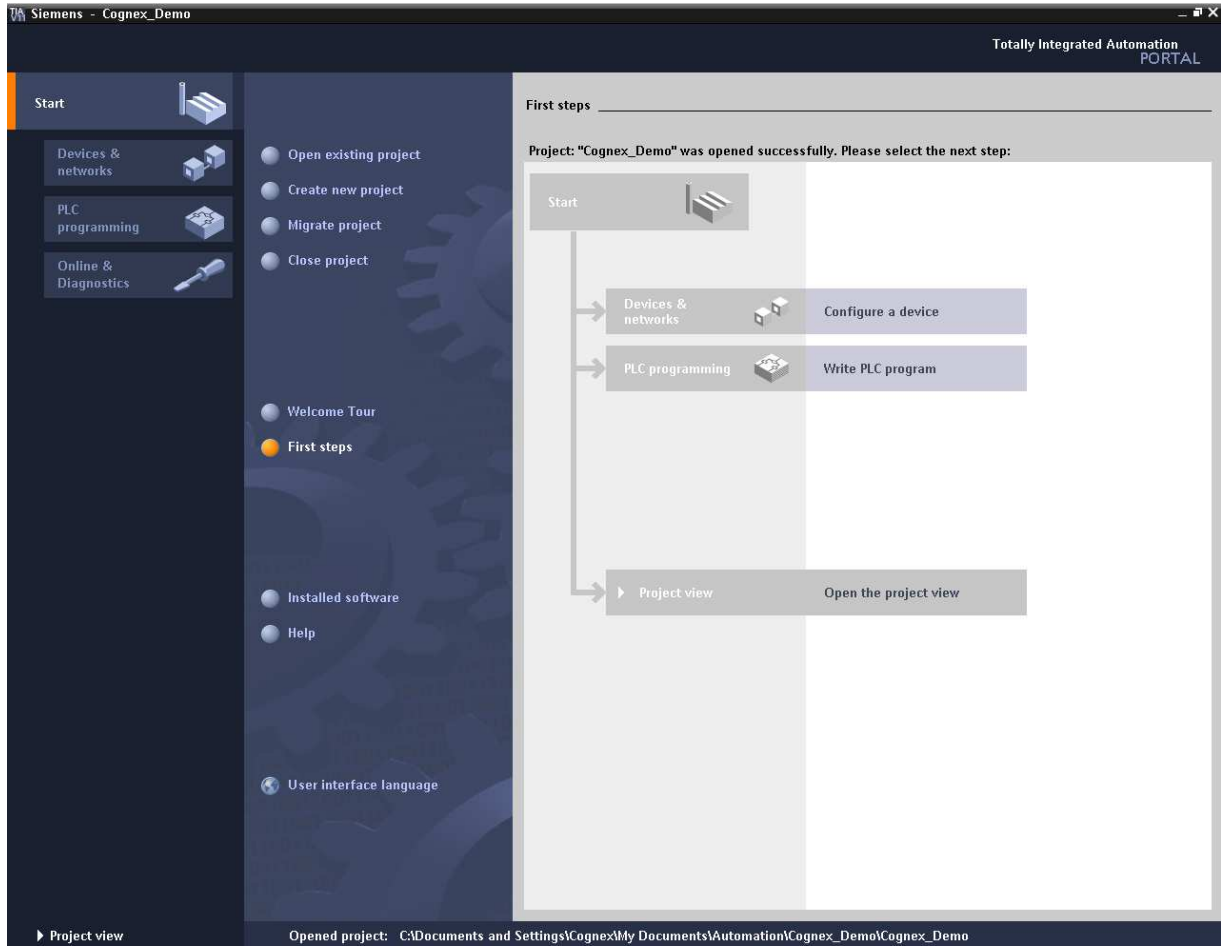 Siemens - Cognex_Demo
Totally Integrated Automation
PORTAL
Start
Devices &
networks
PLC
programming
Online &
Diagnostics
Open existing project
Create new project
Migrate project
Close project
Welcome Tour
First steps
Installed software
Help
User interface language
First steps
Project: "Cognex_Demo" was opened successfully. Please select the next step:
Start
Devices &
networks
Configure a device
PLC programming
Write PLC program
Project view
Open the project view
Project view
Opened project: C:\Documents and Settings\Cognex\My Documents\Automation\Cognex_Demo\Cognex_Demo